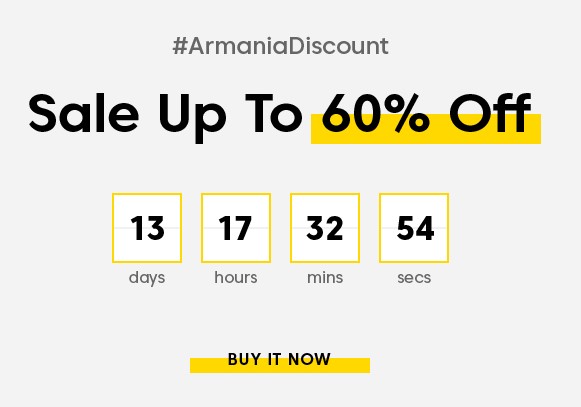 #ArmaniaDiscount
Sale Up To 60% Off
13 17 32 54
days hours mins secs
BUY IT NOW